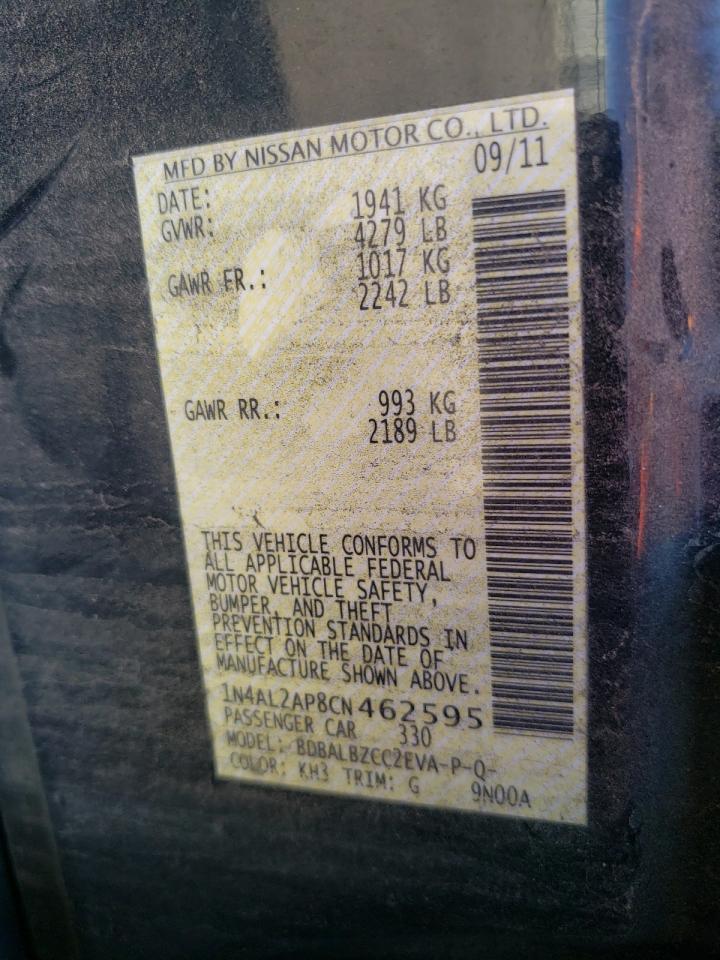 MFD BY NISSAN MOTOR CO., LTD.
DATE: 09/11
GVWR: 1941 KG
4279 LB
GAWR FR.: 1017 KG
2242 LB
GAWR RR.: 993 KG
2189 LB
THIS VEHICLE CONFORMS TO
ALL APPLICABLE FEDERAL
MOTOR VEHICLE SAFETY,
BUMPER, AND THEFT
PREVENTION STANDARDS IN
EFFECT ON THE DATE OF
MANUFACTURE SHOWN ABOVE.
1N4AL2AP8CN462595
PASSENGER CAR 330
MODEL: BDBALBZCC2EVA-P-Q-
COLOR: KH3 TRIM: G 9N00A